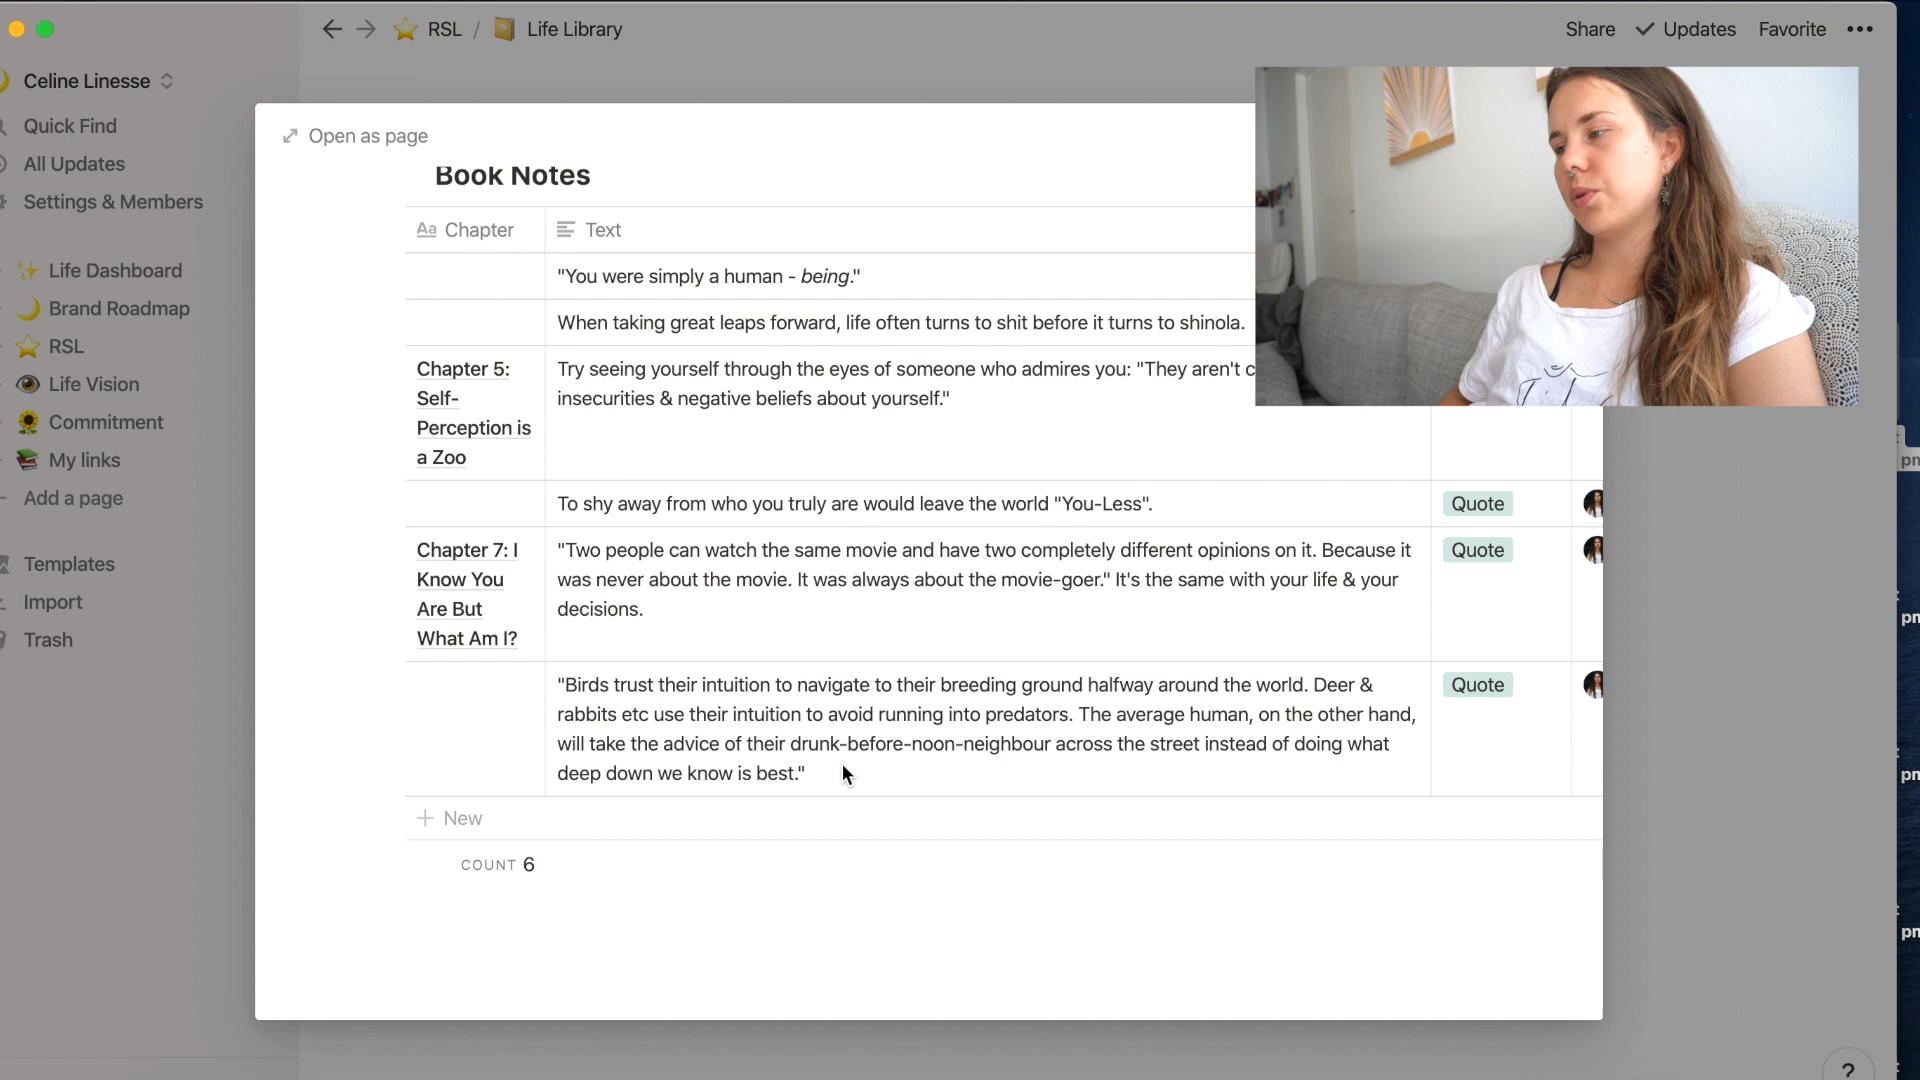 RSL / Life Library
Share Updates Favorite
Celine Linesse
Quick Find
All Updates
Settings & Members
Life Dashboard
Brand Roadmap
RSL
Life Vision
Commitment
My links
Add a page
Templates
Import
Trash
Open as page
Book Notes
Aa Chapter Text
"You were simply a human - being."
When taking great leaps forward, life often turns to shit before it turns to shinola.
Chapter 5:
Self-
Perception is
a Zoo
Try seeing yourself through the eyes of someone who admires you: "They aren't
insecurities & negative beliefs about yourself."
To shy away from who you truly are would leave the world "You-Less".
Quote
Chapter 7: I
Know You
Are But
What Am I?
"Two people can watch the same movie and have two completely different opinions on it. Because it
was never about the movie. It was always about the movie-goer." It's the same with your life & your
decisions.
Quote
"Birds trust their intuition to navigate to their breeding ground halfway around the world. Deer &
rabbits etc use their intuition to avoid running into predators. The average human, on the other hand,
will take the advice of their drunk-before-noon-neighbour across the street instead of doing what
deep down we know is best."
Quote
+ New
COUNT 6
?